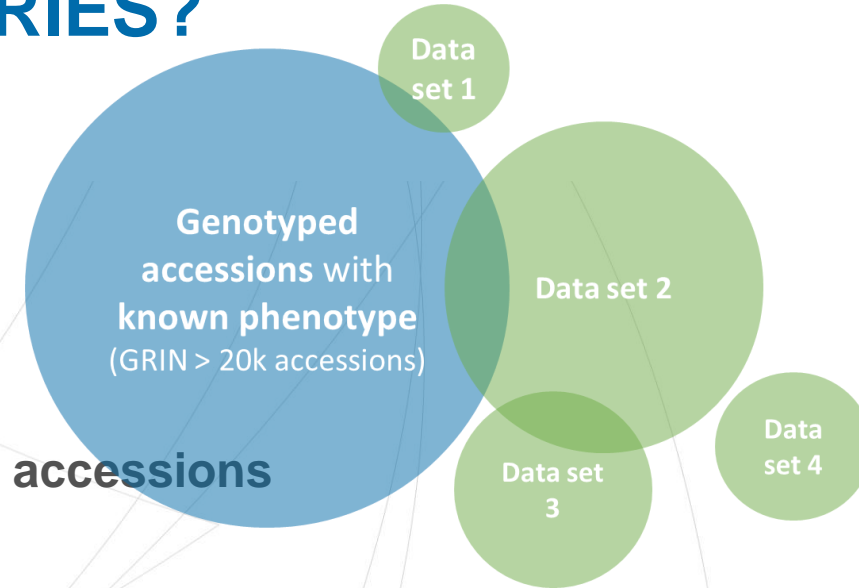 RIES?
Data
set 1
Genotyped
accessions with
known phenotype
(GRIN > 20k accessions)
Data set 2
accessions
Data set
3
Data
set 4